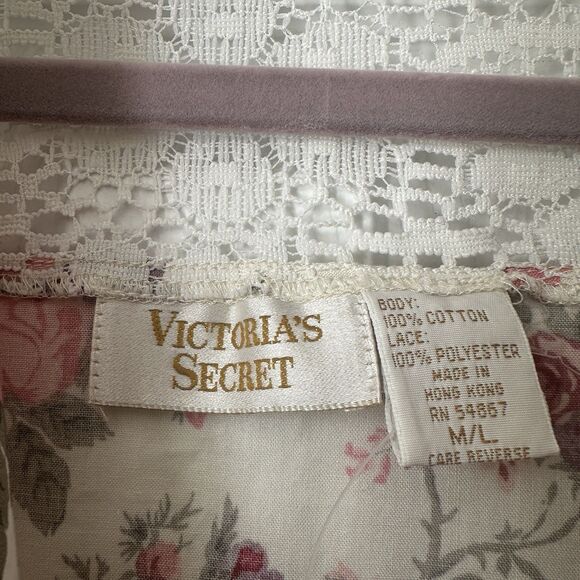 VICTORIA'S
SECRET
BODY:
100% COTTON
LACE:
100% POLYESTER
MADE IN
HONG KONG
RN 54867
M/L
CARE REVERSE